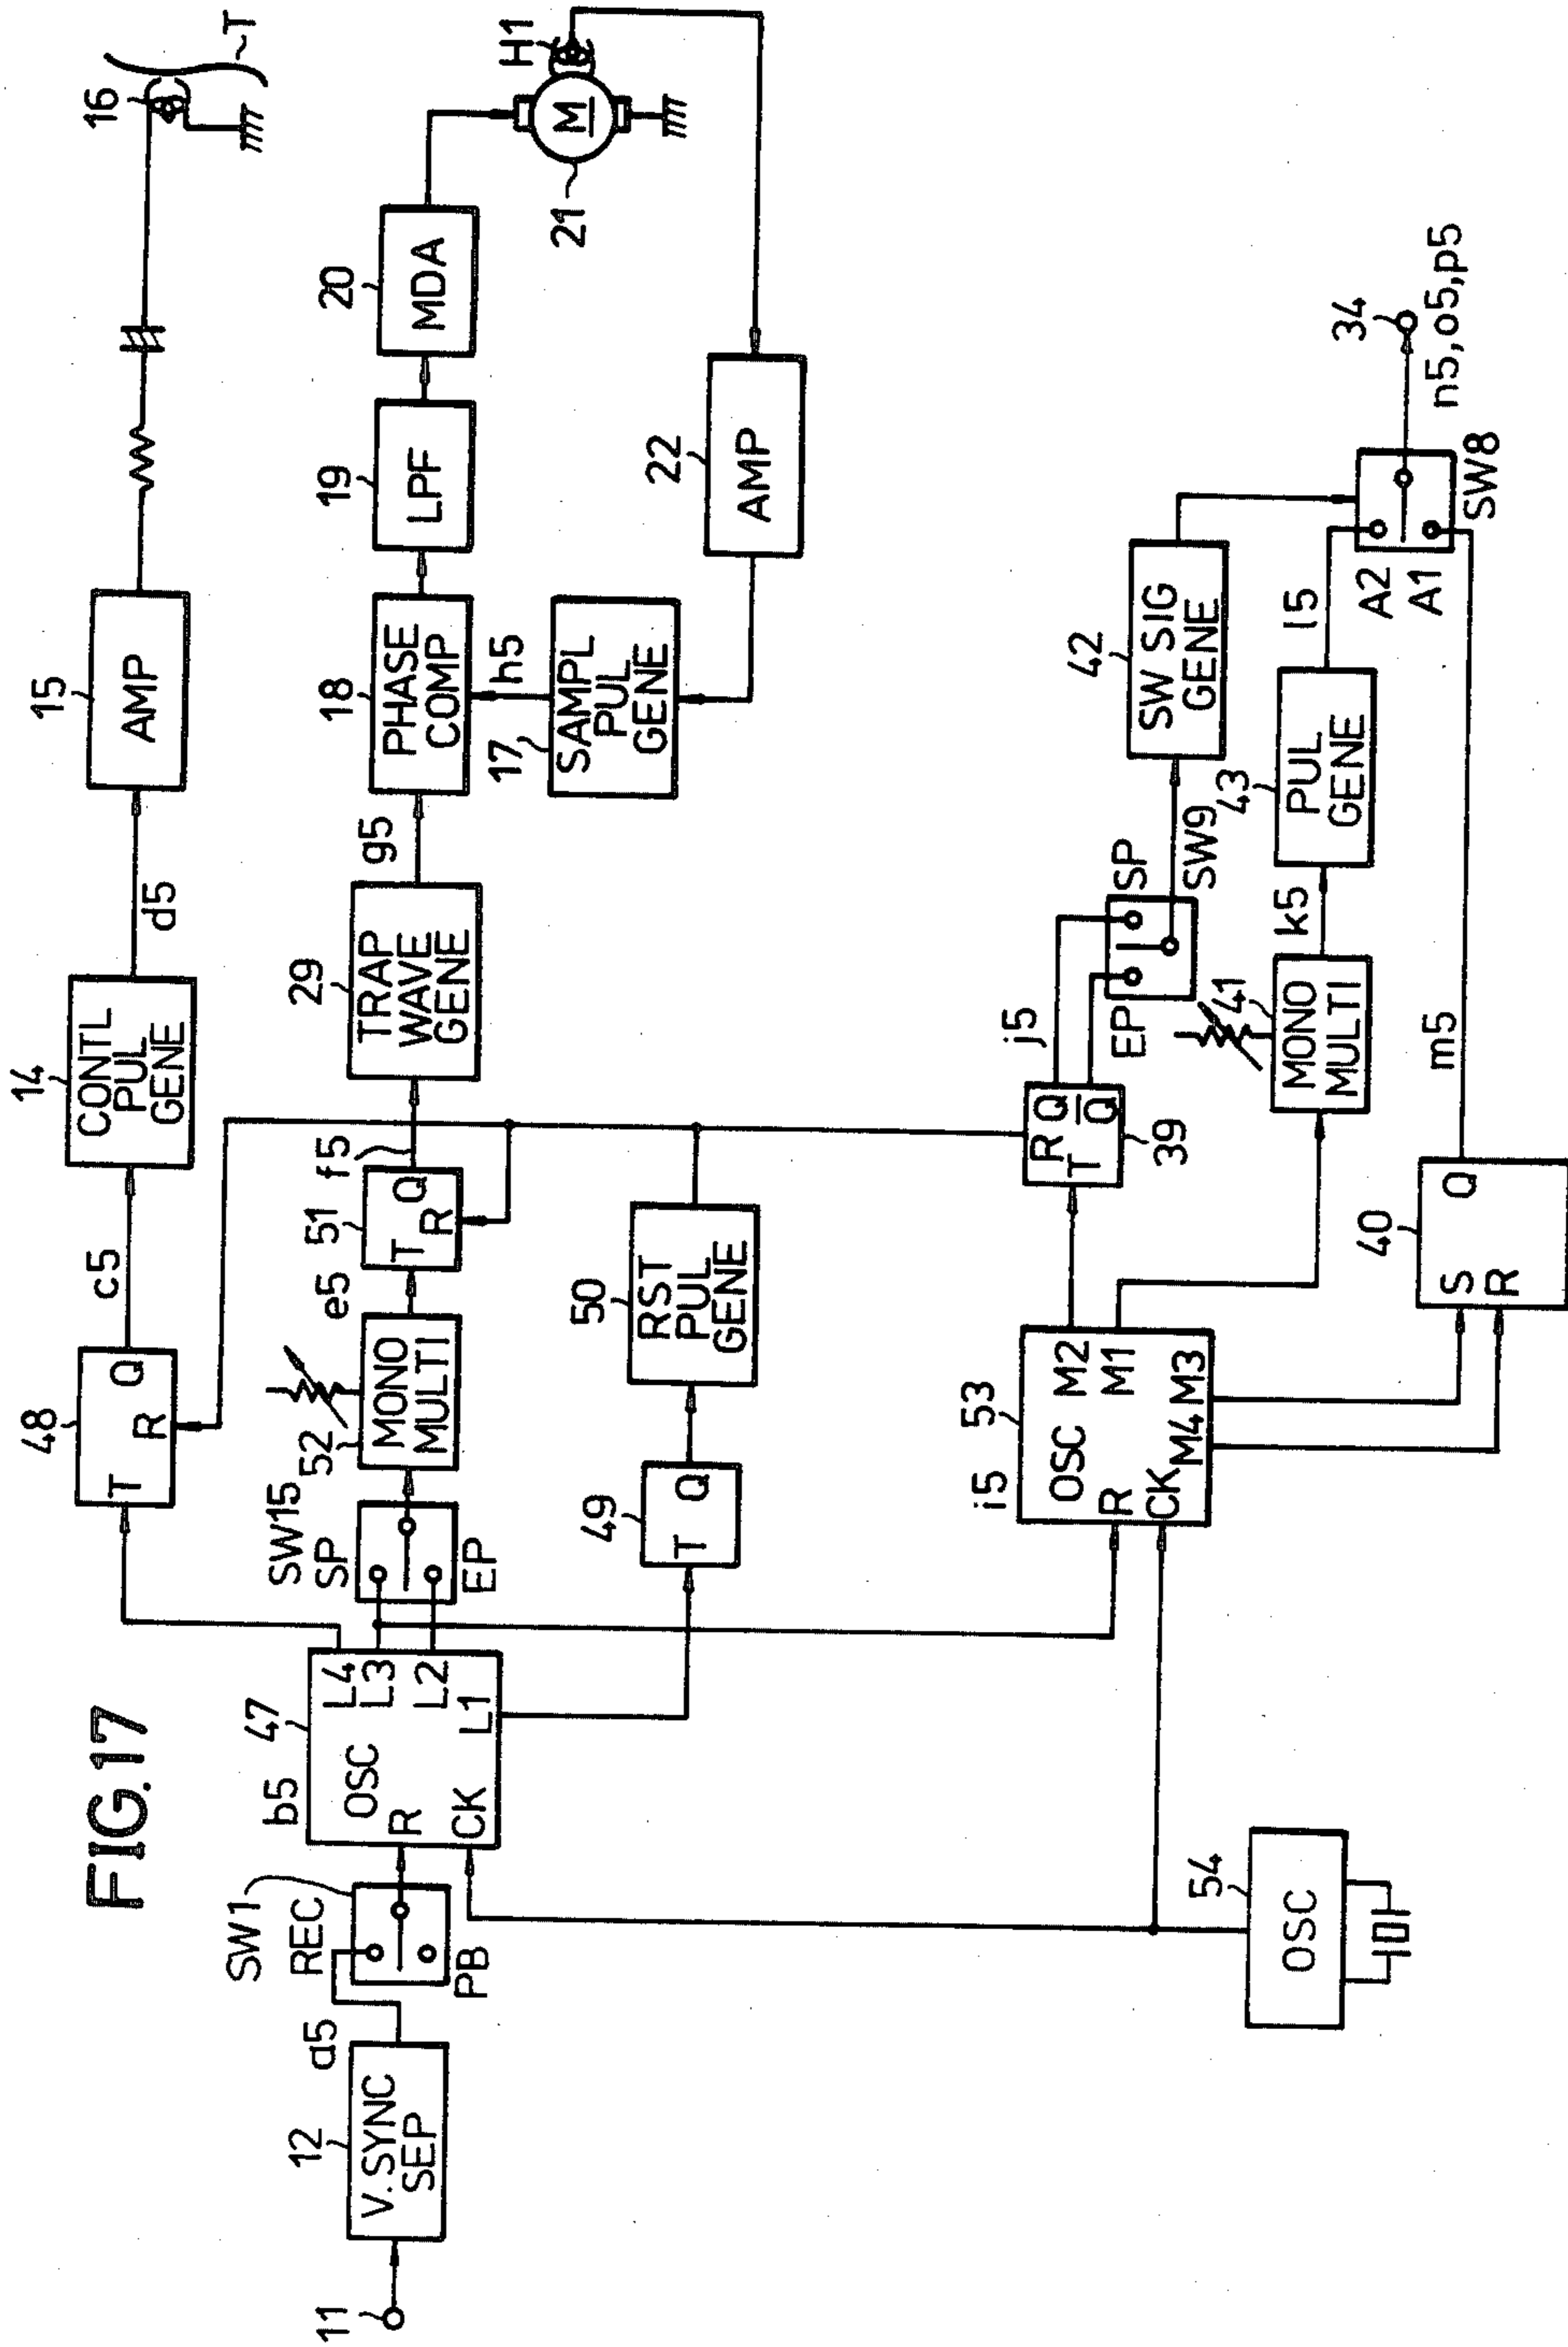 FIG.17
11
12
V. SYNC
SEP
a5
SW1
REC
PB
b5
47
OSC
R
CK
L4
L3
L2
L1
SW15
SP
EP
48
T
Q
R
c5
14
CONTL
PUL
GENE
d5
15
AMP
16
T
52
MONO
MULTI
e5
51
T
Q
R
f5
29
TRAP
WAVE
GENE
g5
18
PHASE
COMP
h5
17
SAMPL
PUL
GENE
19
LPF
20
MDA
21
M
H1
22
AMP
49
T
Q
50
RST
PUL
GENE
54
OSC
i5
53
OSC
R
CK
M2
M1
M4
M3
39
R
T
Q
Q̅
j5
EP
SP
SW9
42
SW SIG
GENE
41
MONO
MULTI
k5
43
PUL
GENE
l5
40
S
R
Q
m5
A2
A1
SW8
34
n5,o5,p5